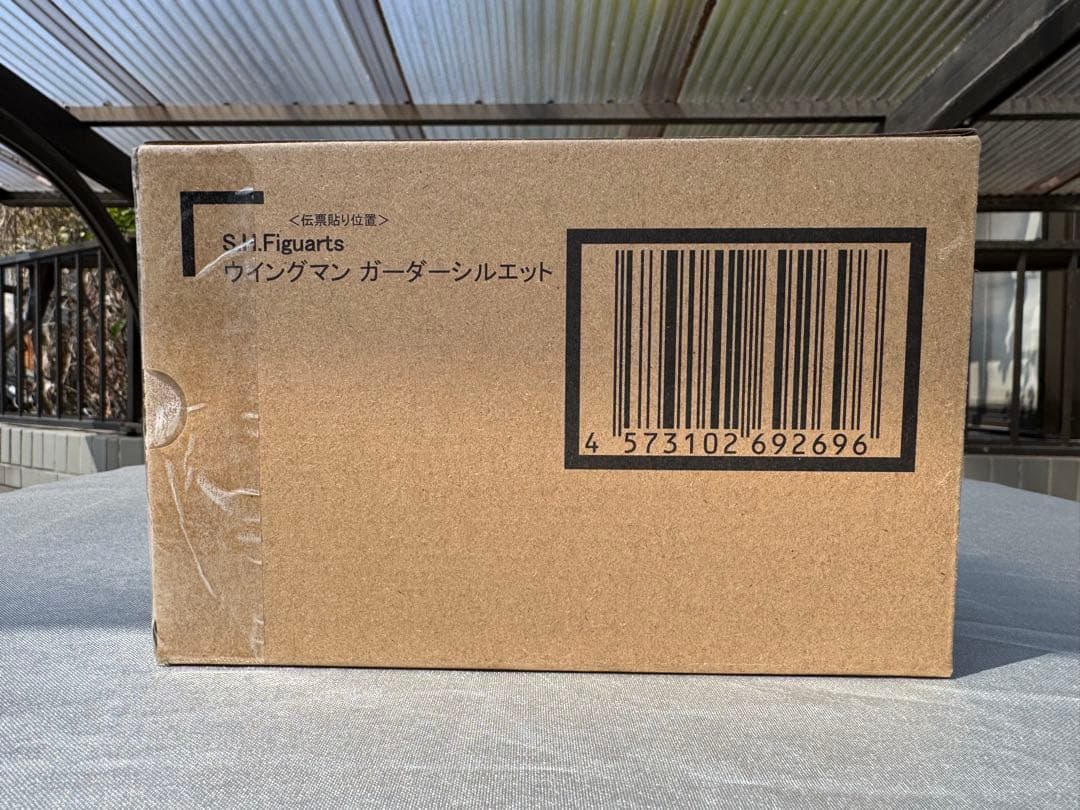 ＜伝票貼り位置＞
S.H.Figuarts
ウイングマン ガーダーシルエット
4 573102 692696